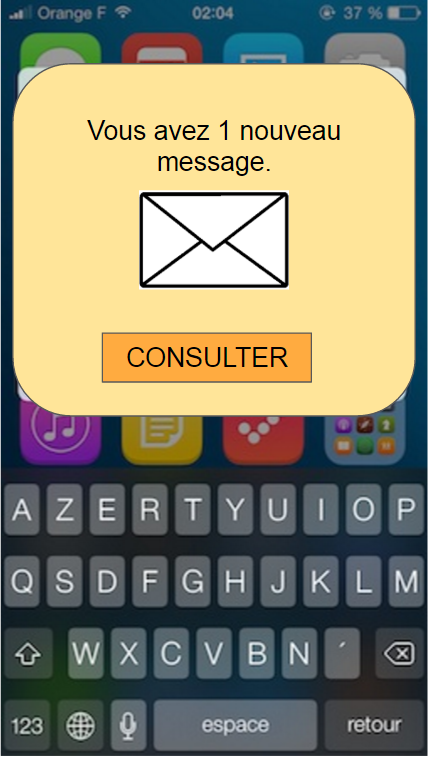 Orange F 02:04 37 %
Vous avez 1 nouveau
message.
CONSULTER
A Z E R T Y U I O P
Q S D F G H J K L M
W X C V B N ´
123 espace retour